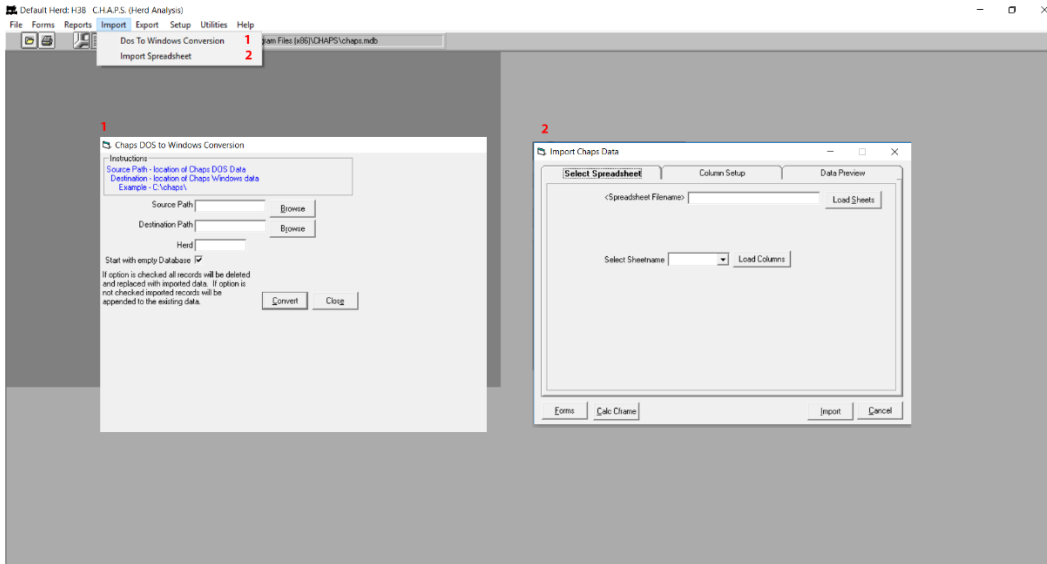 Default Herd: H38 C.H.A.P.S. (Herd Analysis)
File Forms Reports Import Export Setup Utilities Help
Dos To Windows Conversion 1
gram Files (x86)\CHAPS\chaps.mdb
Import Spreadsheet 2
1
Chaps DOS to Windows Conversion
Instructions
Source Path - location of Chaps DOS Data
Destination - location of Chaps Windows data
Example - C:\chaps\
Source Path Browse
Destination Path Browse
Herd
Start with empty Database
If option is checked all records will be deleted
and replaced with imported data. If option is
not checked imported records will be
appended to the existing data.
Convert Close
2
Import Chaps Data
Select Spreadsheet Column Setup Data Preview
<Spreadsheet Filename> Load Sheets
Select Sheetname Load Columns
Forms Calc Chame Import Cancel